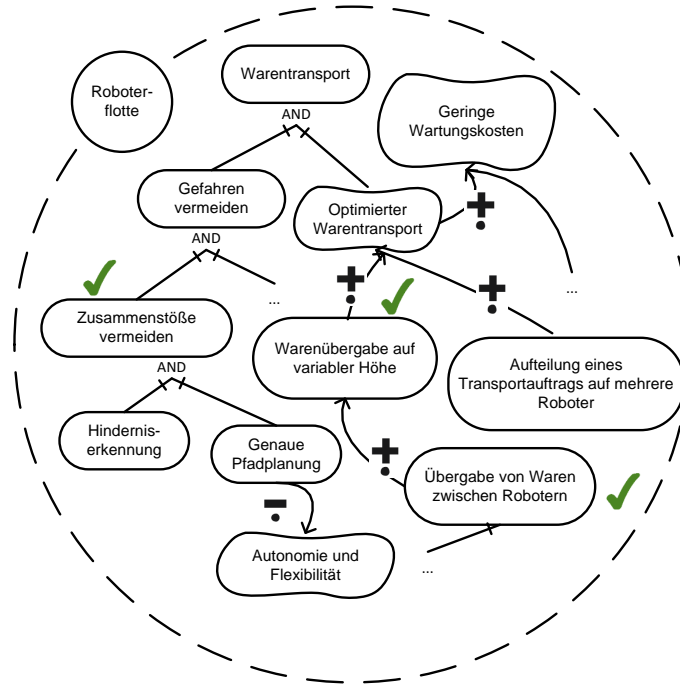 Roboter-
flotte
Warentransport
Geringe
Wartungskosten
AND
Gefahren
vermeiden
Optimierter
Warentransport
AND
...
...
Zusammenstöße
vermeiden
Warenübergabe auf
variabler Höhe
Aufteilung eines
Transportauftrags auf mehrere
Roboter
AND
Hindernis-
erkennung
Genaue
Pfadplanung
Übergabe von Waren
zwischen Robotern
Autonomie und
Flexibilität
...